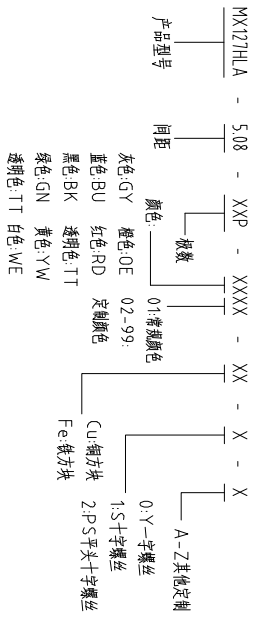 MX127HLA - 5.08 - XXP - XXXX - XX - X - X
产品型号
间距
极数
颜色:
01:常规颜色
02-99:
定制颜色
灰色:GY 橙色:OE
蓝色:BU 红色:RD
黑色:BK 透明色:TT
绿色:GN 黄色:YW
透明色:TT 白色:WE
Cu:铜方块
Fe:铁方块
0:Y一字螺丝
1:S十字螺丝
2:PS平头十字螺丝
A-Z其他定制